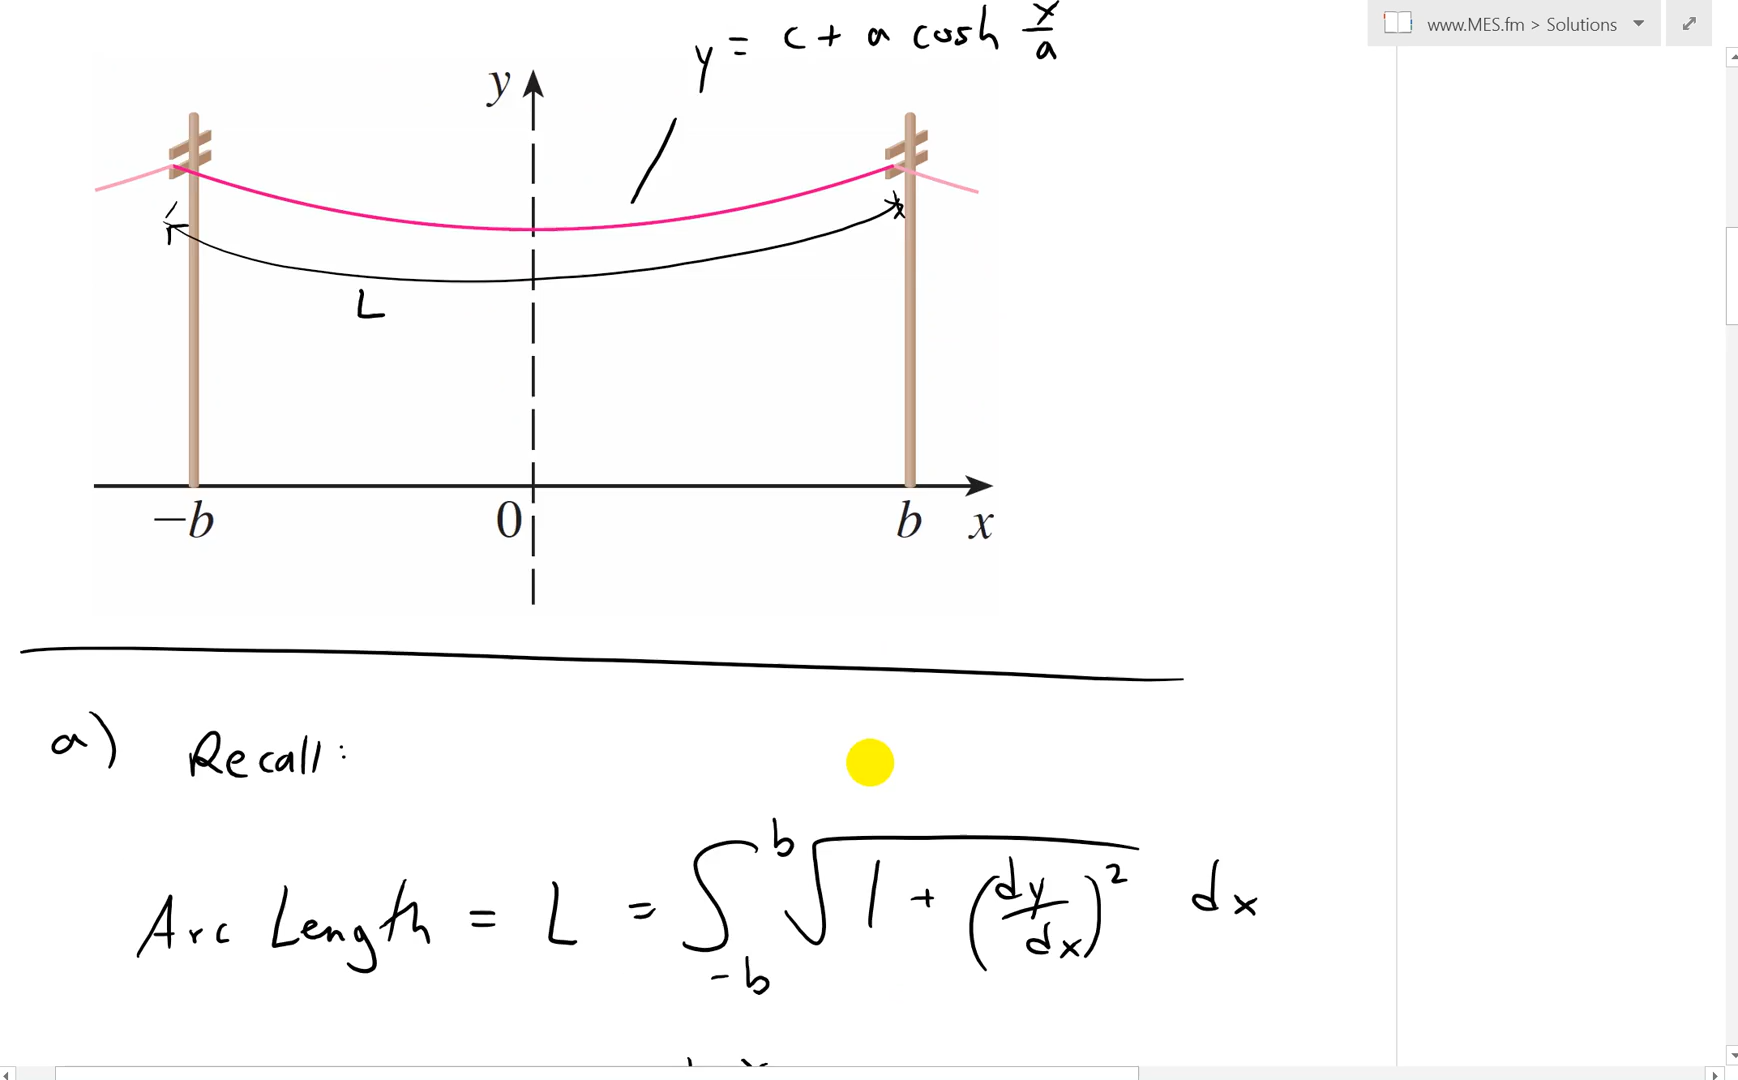 www.MES.fm > Solutions
y = c + a cosh x/a
y
L
-b 0 b x
a) Recall:
Arc Length = L = ∫_{-b}^{b} √(1 + (dy/dx)²) dx